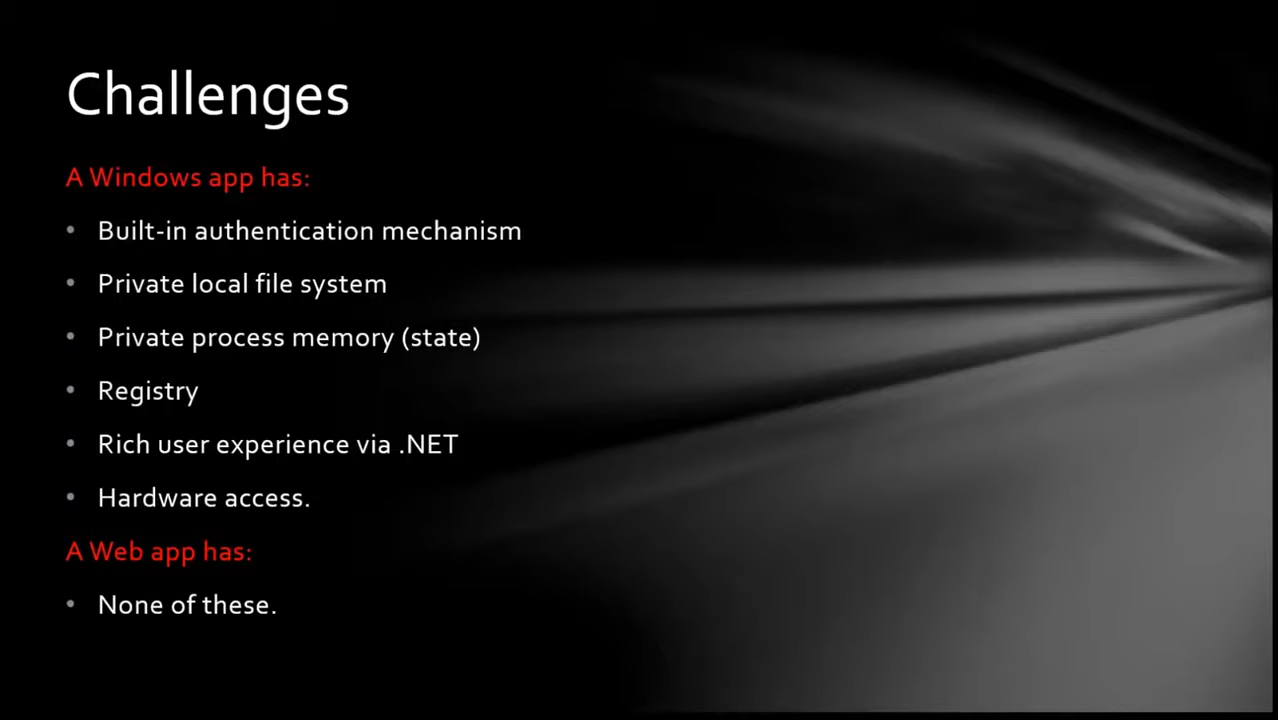 Challenges
A Windows app has:
• Built-in authentication mechanism
• Private local file system
• Private process memory (state)
• Registry
• Rich user experience via .NET
• Hardware access.
A Web app has:
• None of these.